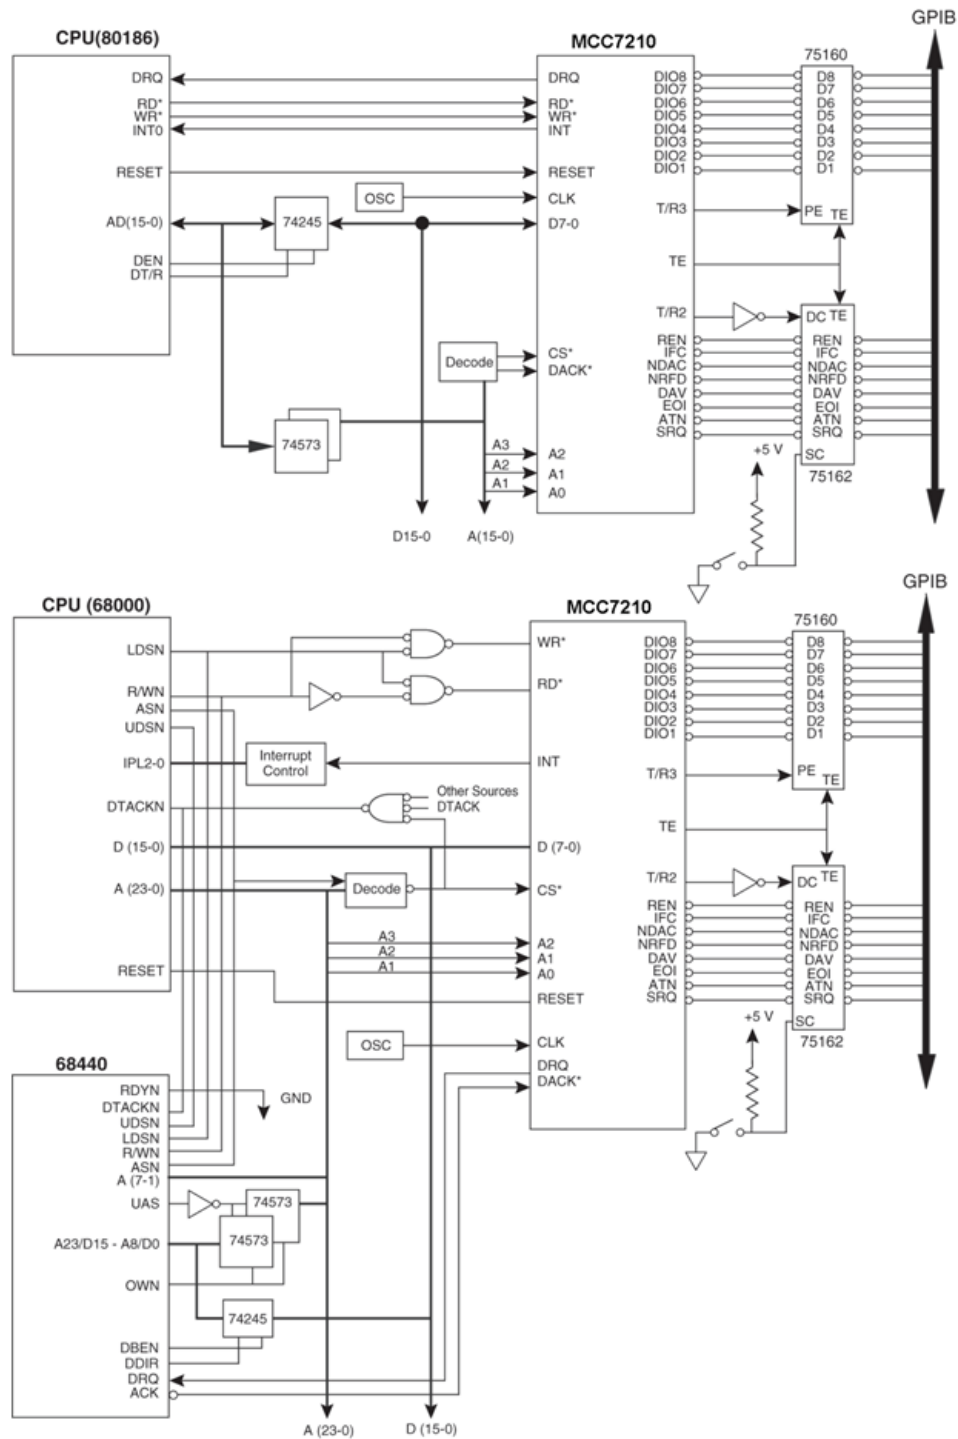 GPIB
CPU(80186)
MCC7210
75160
DRQ
DRQ
RD*
RD*
WR*
WR*
INT0
INT
RESET
RESET
OSC
CLK
AD(15-0)
74245
D7-0
DEN
DT/R
DIO8
DIO7
DIO6
DIO5
DIO4
DIO3
DIO2
DIO1
D8
D7
D6
D5
D4
D3
D2
D1
T/R3
PE
TE
TE
T/R2
DC
TE
Decode
CS*
DACK*
REN
IFC
NDAC
NRFD
DAV
EOI
ATN
SRQ
REN
IFC
NDAC
NRFD
DAV
EOI
ATN
SRQ
SC
75162
+5 V
74573
A3
A2
A2
A1
A1
A0
D15-0
A(15-0)
GPIB
CPU (68000)
MCC7210
75160
LDSN
WR*
R/WN
RD*
ASN
UDSN
IPL2-0
Interrupt
Control
INT
DTACKN
Other Sources
DTACK
D (15-0)
D (7-0)
A (23-0)
Decode
CS*
A3
A2
A2
A1
A1
A0
RESET
RESET
OSC
CLK
DRQ
DACK*
DIO8
DIO7
DIO6
DIO5
DIO4
DIO3
DIO2
DIO1
D8
D7
D6
D5
D4
D3
D2
D1
T/R3
PE
TE
TE
T/R2
DC
TE
REN
IFC
NDAC
NRFD
DAV
EOI
ATN
SRQ
REN
IFC
NDAC
NRFD
DAV
EOI
ATN
SRQ
SC
75162
+5 V
68440
RDYN
GND
DTACKN
UDSN
LDSN
R/WN
ASN
A (7-1)
UAS
74573
A23/D15 - A8/D0
74573
OWN
74245
DBEN
DDIR
DRQ
ACK
A (23-0)
D (15-0)